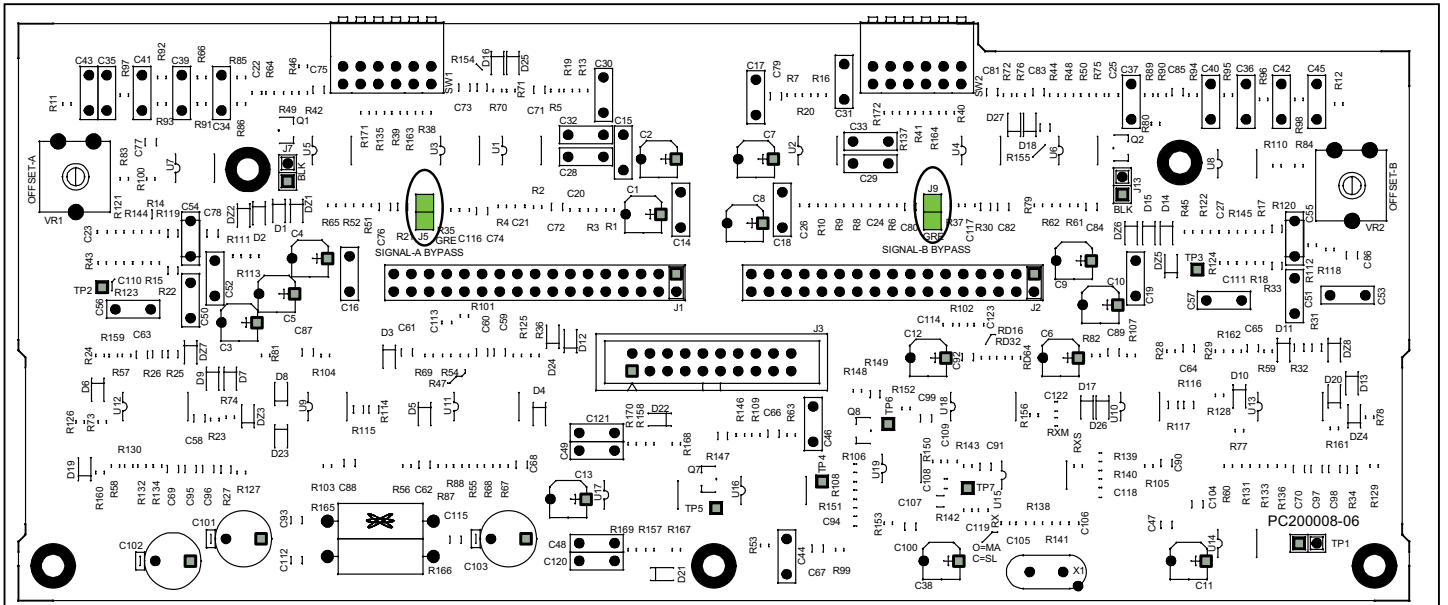 C43 C35 R97 C41 R92 C39 R66 R85 C22 R64 R46 C75 SW1 R154 D16 D25 R19 R13 C30 C17 C79 R7 R16 SW2 C81 R72 R76 C83 R44 R48 R50 R75 C25 C37 R89 R90 C85 R94 C40 R95 C36 R96 C42 C45 R12
R11 R93 R91 C34 R86 R49 R42 Q1 C73 R70 R71 C71 R5 R20 C31 R172 R40 D27 R80 R98
OFFSET-A R83 C77 U7 J7 U5 R171 R135 R39 R163 R38 U3 U1 C32 C15 C2 C7 U2 C33 R137 R41 R164 U4 D18 R155 U6 Q2 U8 R110 R84 OFFSET-B
R100 BLK C28 C29 J9 J13
VR1 R121 R144 R14 R119 C54 C78 DZ2 D1 DZ1 R65 R52 R51 C76 R21 J5 R35 GRE C116 R4 C74 C21 R2 C20 C72 R3 R1 C1 C14 C8 C18 C26 R10 R9 R8 C24 R6 C80 GRE R37 C117 R30 C82 R79 R62 R61 C84 BLK DZ6 D15 D14 R45 R122 C27 R145 R17 R120 C55 VR2
C23 R111 D2 C4 SIGNAL-A BYPASS SIGNAL-B BYPASS
R43 TP2 C110 R15 R123 R22 C56 C52 R113 C50 C5 C3 C16 J1 J2 C9 C10 C19 DZ5 TP3 R124 C111 R18 C57 R33 R112 C51 R118 C86 C53 R31
R159 C63 C87 R101 C113 C60 C59 R125 R36 D12 J3 C12 C114 R102 C123 RD16 RD32 C6 R107 C89 R162 C65 D11
R24 R26 R25 DZ7 R81 R104 D3 C61 R69 R54 R47 D24 R149 R148 C92 RD64 R82 R28 C64 R29 R59 R32 DZ8
D6 R57 U12 D9 D7 R74 DZ3 D8 U9 R114 D5 U11 D4 C121 R170 R158 D22 R146 R109 C66 R63 C46 Q8 R152 TP6 C99 U18 R156 C122 D17 D26 U10 R116 R128 D10 U13 D20 D13 R78
R126 R73 C58 R23 D23 R115 C49 R168 C109 RXM R117 R77 R161 DZ4
D19 R160 R130 R58 R132 R134 C69 C95 C96 R27 R127 R103 C88 R56 C62 R88 R87 R55 R68 R67 C68 C13 U17 R147 Q7 U16 TP5 TP4 R108 R106 U19 R150 C108 R143 C91 TP7 RXS R139 R140 C118 R105 C90 C104 R60 R131 R133 R136 C70 C97 C98 R34 R129
C102 C101 C93 R165 C115 C103 R169 R157 R167 R151 C94 R153 C107 R142 C119 U15 RX R138 C106 C47 U14 PC200008-06
C112 R166 C48 C120 D21 R53 C44 C67 R99 C100 C38 O=MA C=SL C105 R141 X1 C11 TP1